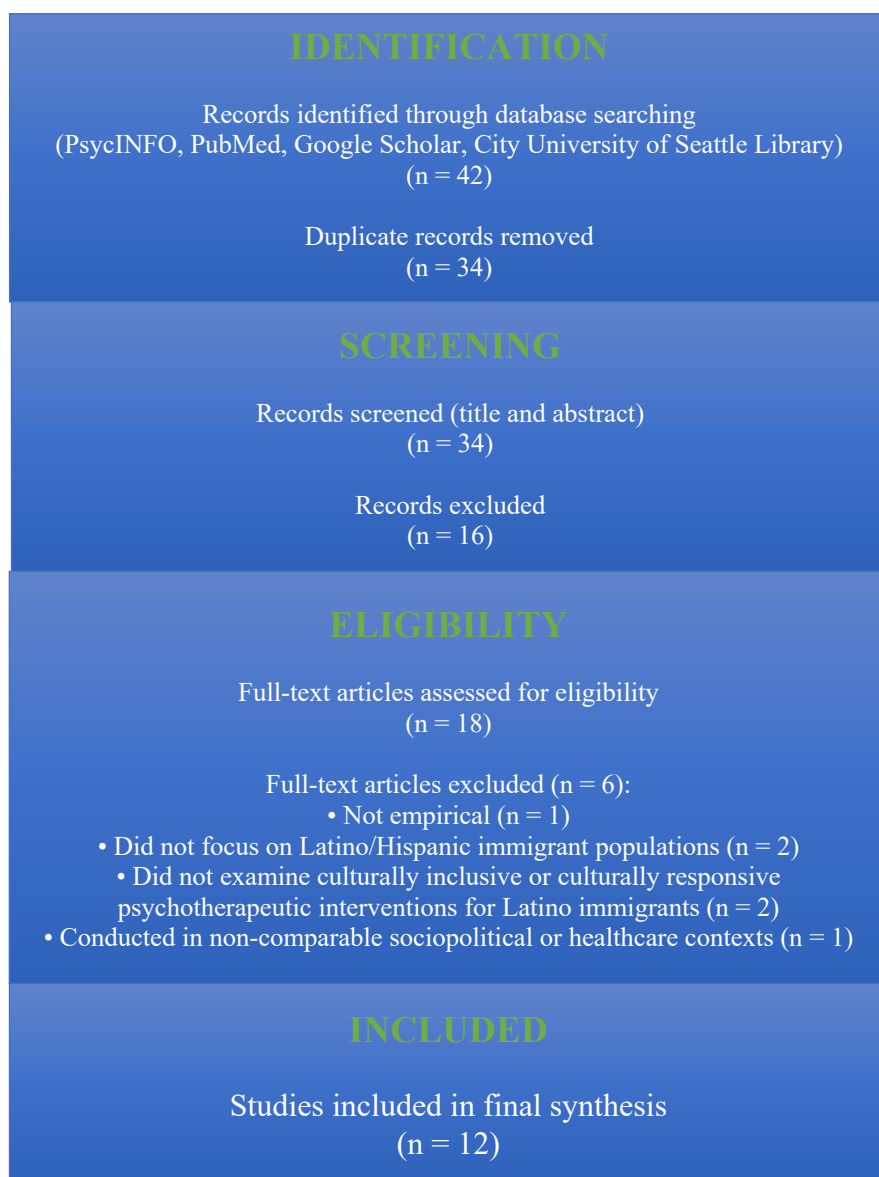 IDENTIFICATION
Records identified through database searching
(PsycINFO, PubMed, Google Scholar, City University of Seattle Library)
(n = 42)
Duplicate records removed
(n = 34)
SCREENING
Records screened (title and abstract)
(n = 34)
Records excluded
(n = 16)
ELIGIBILITY
Full-text articles assessed for eligibility
(n = 18)
Full-text articles excluded (n = 6):
• Not empirical (n = 1)
• Did not focus on Latino/Hispanic immigrant populations (n = 2)
• Did not examine culturally inclusive or culturally responsive
psychotherapeutic interventions for Latino immigrants (n = 2)
• Conducted in non-comparable sociopolitical or healthcare contexts (n = 1)
INCLUDED
Studies included in final synthesis
(n = 12)